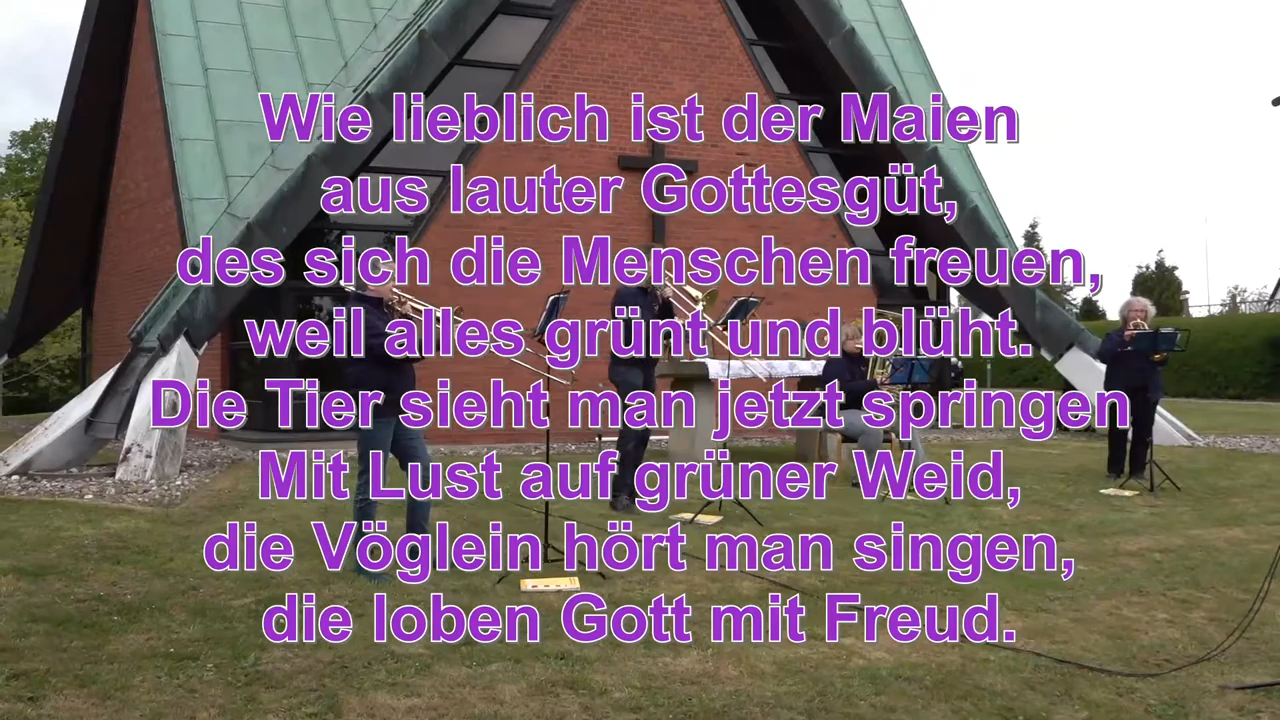 Wie lieblich ist der Maien
aus lauter Gottesgüt,
des sich die Menschen freuen,
weil alles grünt und blüht.
Die Tier sieht man jetzt springen
Mit Lust auf grüner Weid,
die Vöglein hört man singen,
die loben Gott mit Freud.